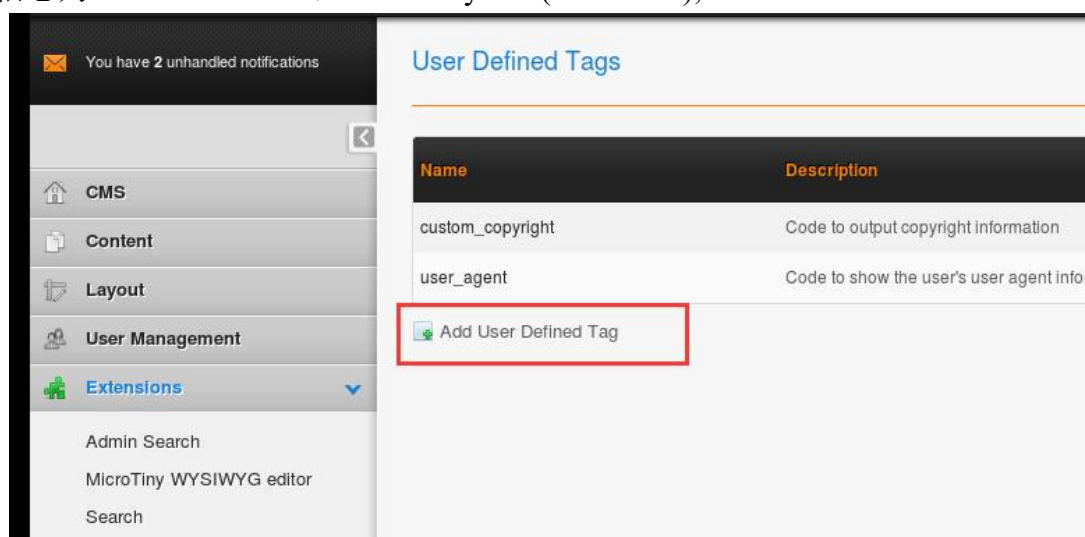 You have 2 unhandled notifications
User Defined Tags
Name Description
CMS
custom_copyright Code to output copyright information
Content
user_agent Code to show the user's user agent
Layout
Add User Defined Tag
User Management
Extensions
Admin Search
MicroTiny WYSIWYG editor
Search